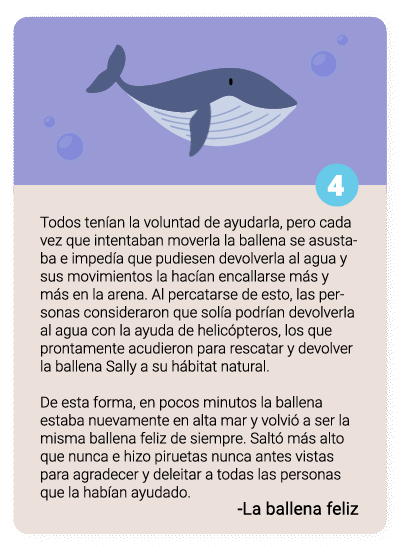 4
Todos tenían la voluntad de ayudarla, pero cada
vez que intentaban moverla la ballena se asusta-
ba e impedía que pudiesen devolverla al agua y
sus movimientos la hacían encallarse más y
más en la arena. Al percatarse de esto, las per-
sonas consideraron que solía podrían devolverla
al agua con la ayuda de helicópteros, los que
prontamente acudieron para rescatar y devolver
la ballena Sally a su hábitat natural.
De esta forma, en pocos minutos la ballena
estaba nuevamente en alta mar y volvió a ser la
misma ballena feliz de siempre. Saltó más alto
que nunca e hizo piruetas nunca antes vistas
para agradecer y deleitar a todas las personas
que la habían ayudado.
-La ballena feliz